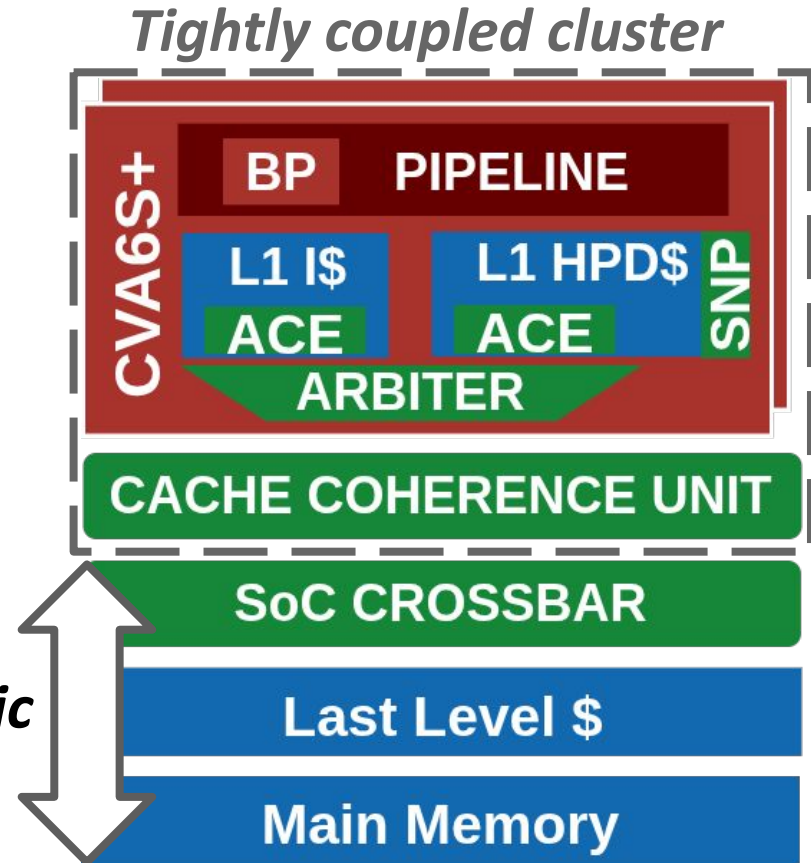 Tightly coupled cluster
CVA6S+
BP PIPELINE
L1 I$ L1 HPD$ SNP
ACE ACE
ARBITER
CACHE COHERENCE UNIT
SoC CROSSBAR
ic
Last Level $
Main Memory